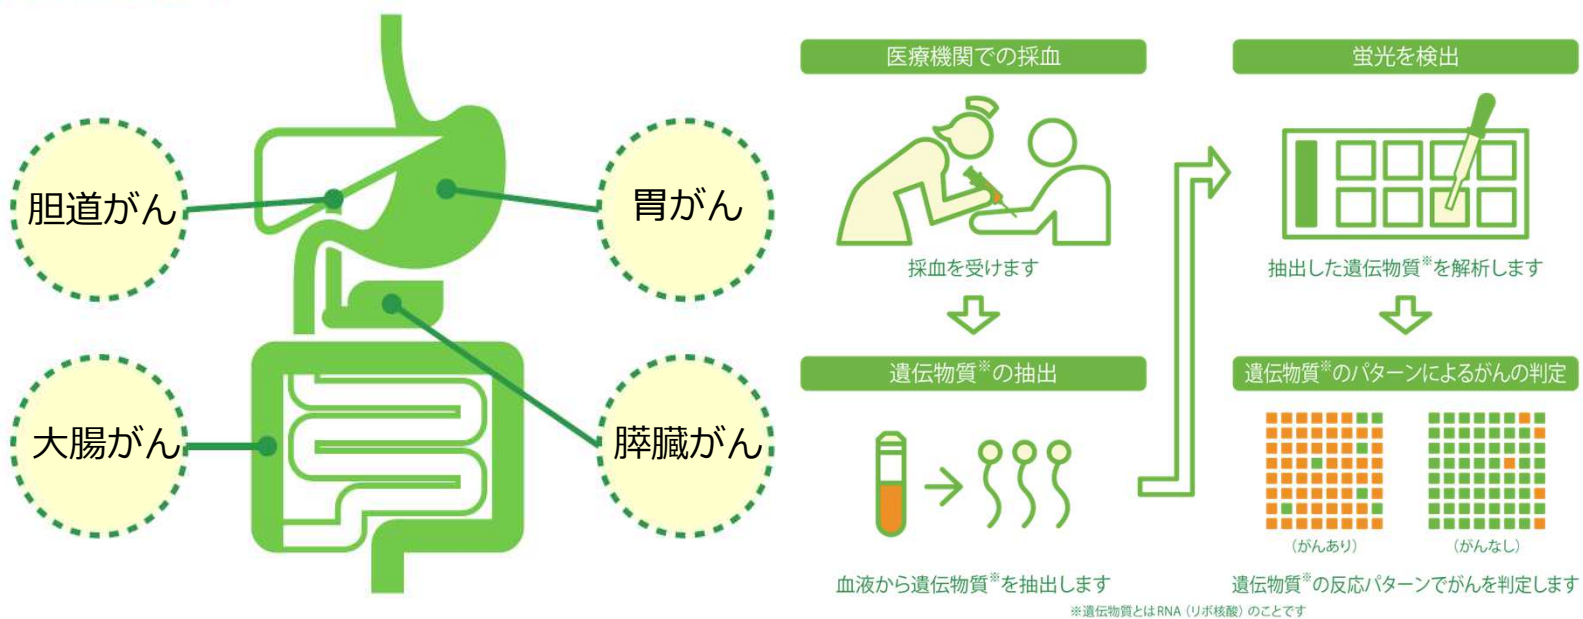 胆道がん
胃がん
大腸がん
膵臓がん
医療機関での採血
採血を受けます
遺伝物質※の抽出
血液から遺伝物質※を抽出します
蛍光を検出
抽出した遺伝物質※を解析します
遺伝物質※のパターンによるがんの判定
(がんあり)
(がんなし)
遺伝物質※の反応パターンでがんを判定します
※遺伝物質とはRNA（リボ核酸）のことです